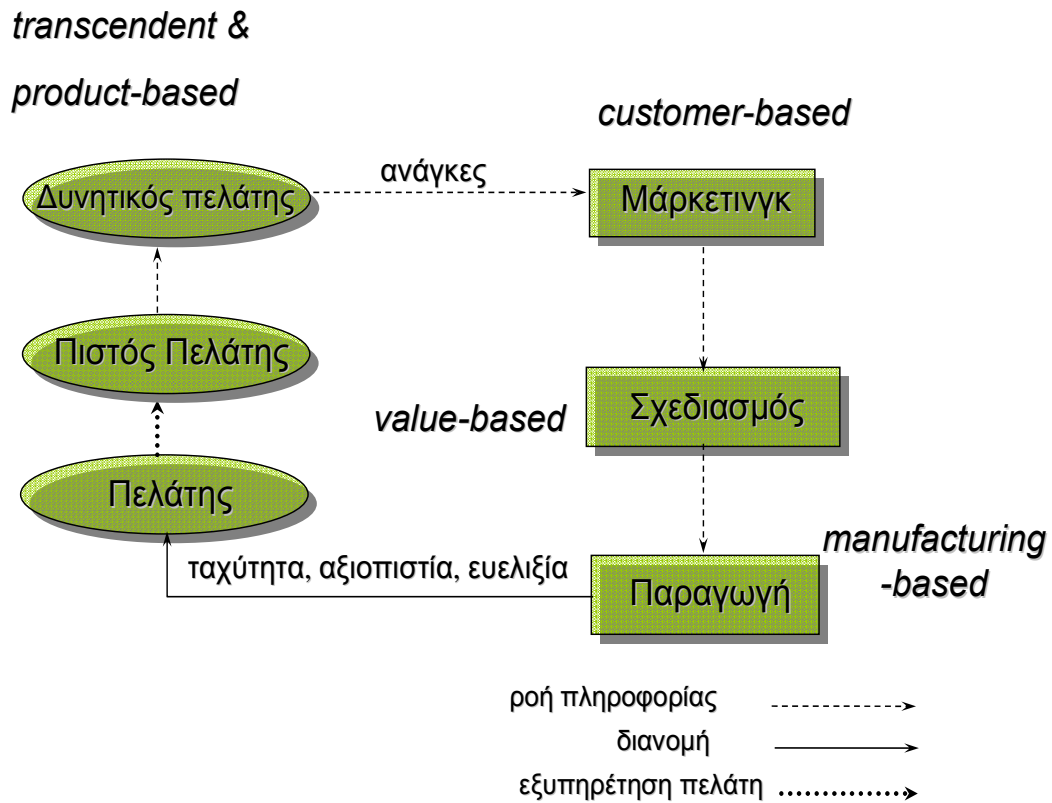 transcendent &
product-based
customer-based
Δυνητικός πελάτης
ανάγκες
Μάρκετινγκ
Πιστός Πελάτης
value-based
Σχεδιασμός
Πελάτης
manufacturing
-based
ταχύτητα, αξιοπιστία, ευελιξία
Παραγωγή
ροή πληροφορίας
διανομή
εξυπηρέτηση πελάτη